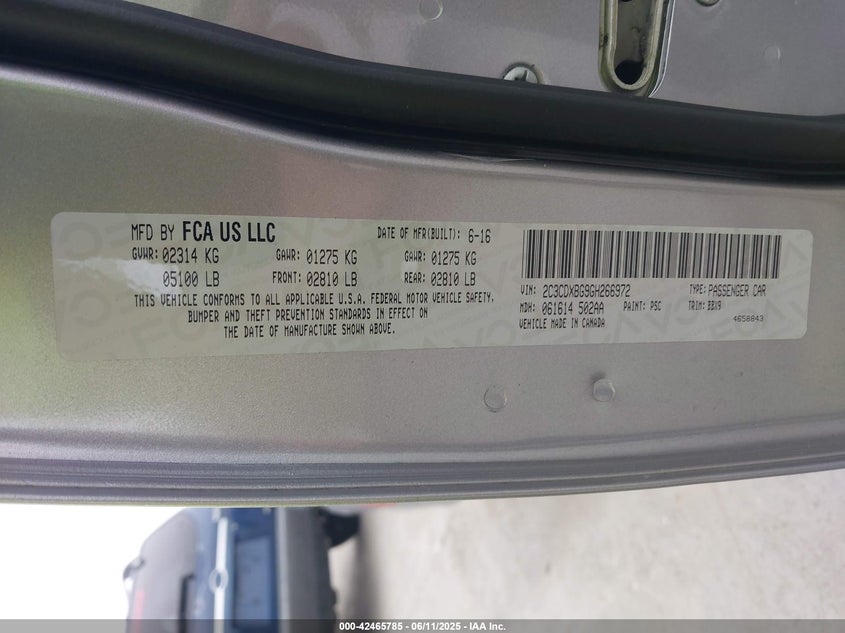 MFD BY FCA US LLC DATE OF MFR(BUILT): 6-16
GVWR: 02314 KG GAWR: 01275 KG GAWR: 01275 KG
05100 LB FRONT: 02810 LB REAR: 02810 LB
THIS VEHICLE CONFORMS TO ALL APPLICABLE U.S.A. FEDERAL MOTOR VEHICLE SAFETY,
BUMPER AND THEFT PREVENTION STANDARDS IN EFFECT ON
THE DATE OF MANUFACTURE SHOWN ABOVE.
VIN: 2C3CDXBG9GH266972 TYPE: PASSENGER CAR
MDH: 061614 502AA PAINT: PSC TRIM: BBX9
VEHICLE MADE IN CANADA 4658843
000-42465785 - 06/11/2025 - IAA Inc.